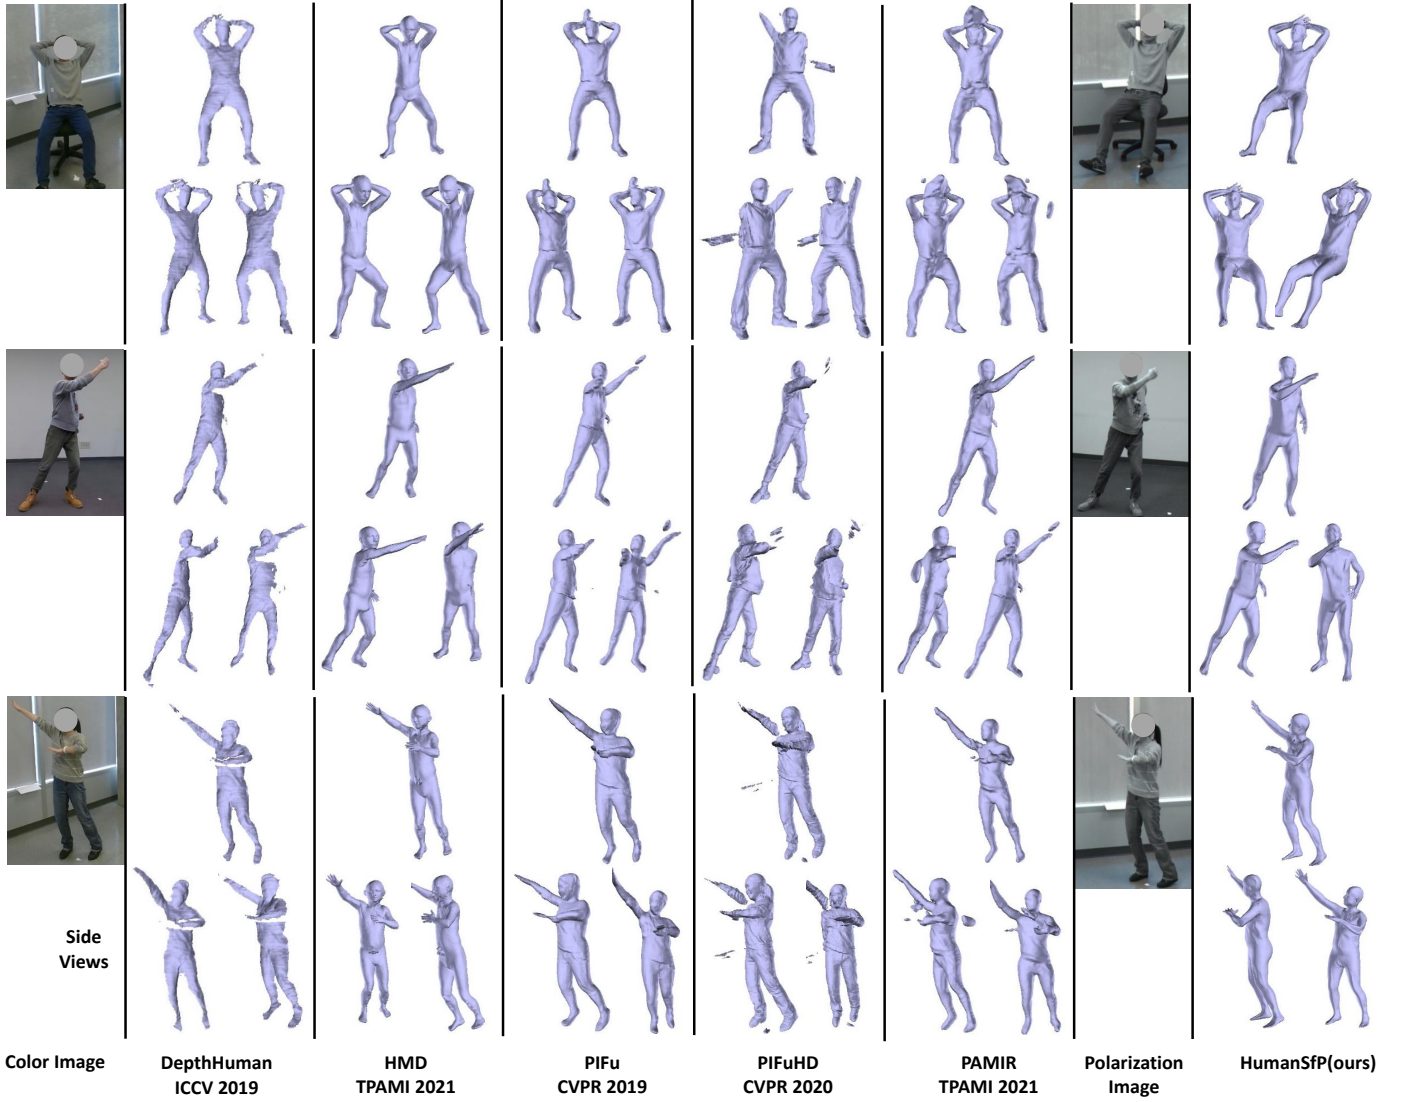 Side
Views
Color Image
DepthHuman
ICCV 2019
HMD
TPAMI 2021
PIFu
CVPR 2019
PIFuHD
CVPR 2020
PAMIR
TPAMI 2021
Polarization
Image
HumanSfP(ours)